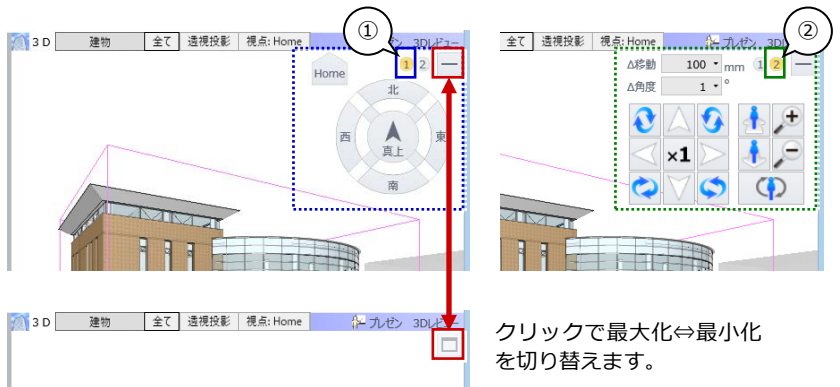 ①
3D 建物 全て 透視投影 視点: Home プレゼン 3Dレビュー
1 2
Home
北
西 真上 東
南
②
全て 透視投影 視点: Home プレゼン 3D
Δ移動 100 mm 1 2
Δ角度 1 °
×1
3D 建物 全て 透視投影 視点: Home プレゼン 3Dレビュー
クリックで最大化⇔最小化
を切り替えます。